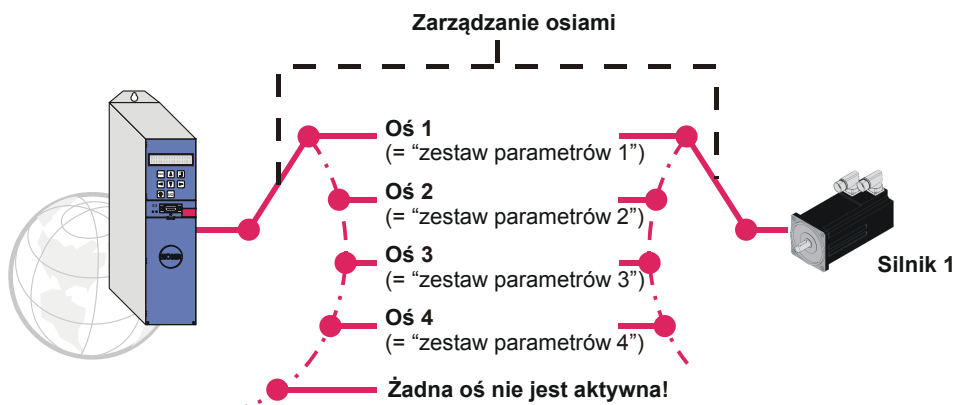 Zarządzanie osiami
Oś 1
(= “zestaw parametrów 1”)
Oś 2
(= “zestaw parametrów 2”)
Oś 3
(= “zestaw parametrów 3”)
Oś 4
(= “zestaw parametrów 4”)
Żadna oś nie jest aktywna!
Silnik 1